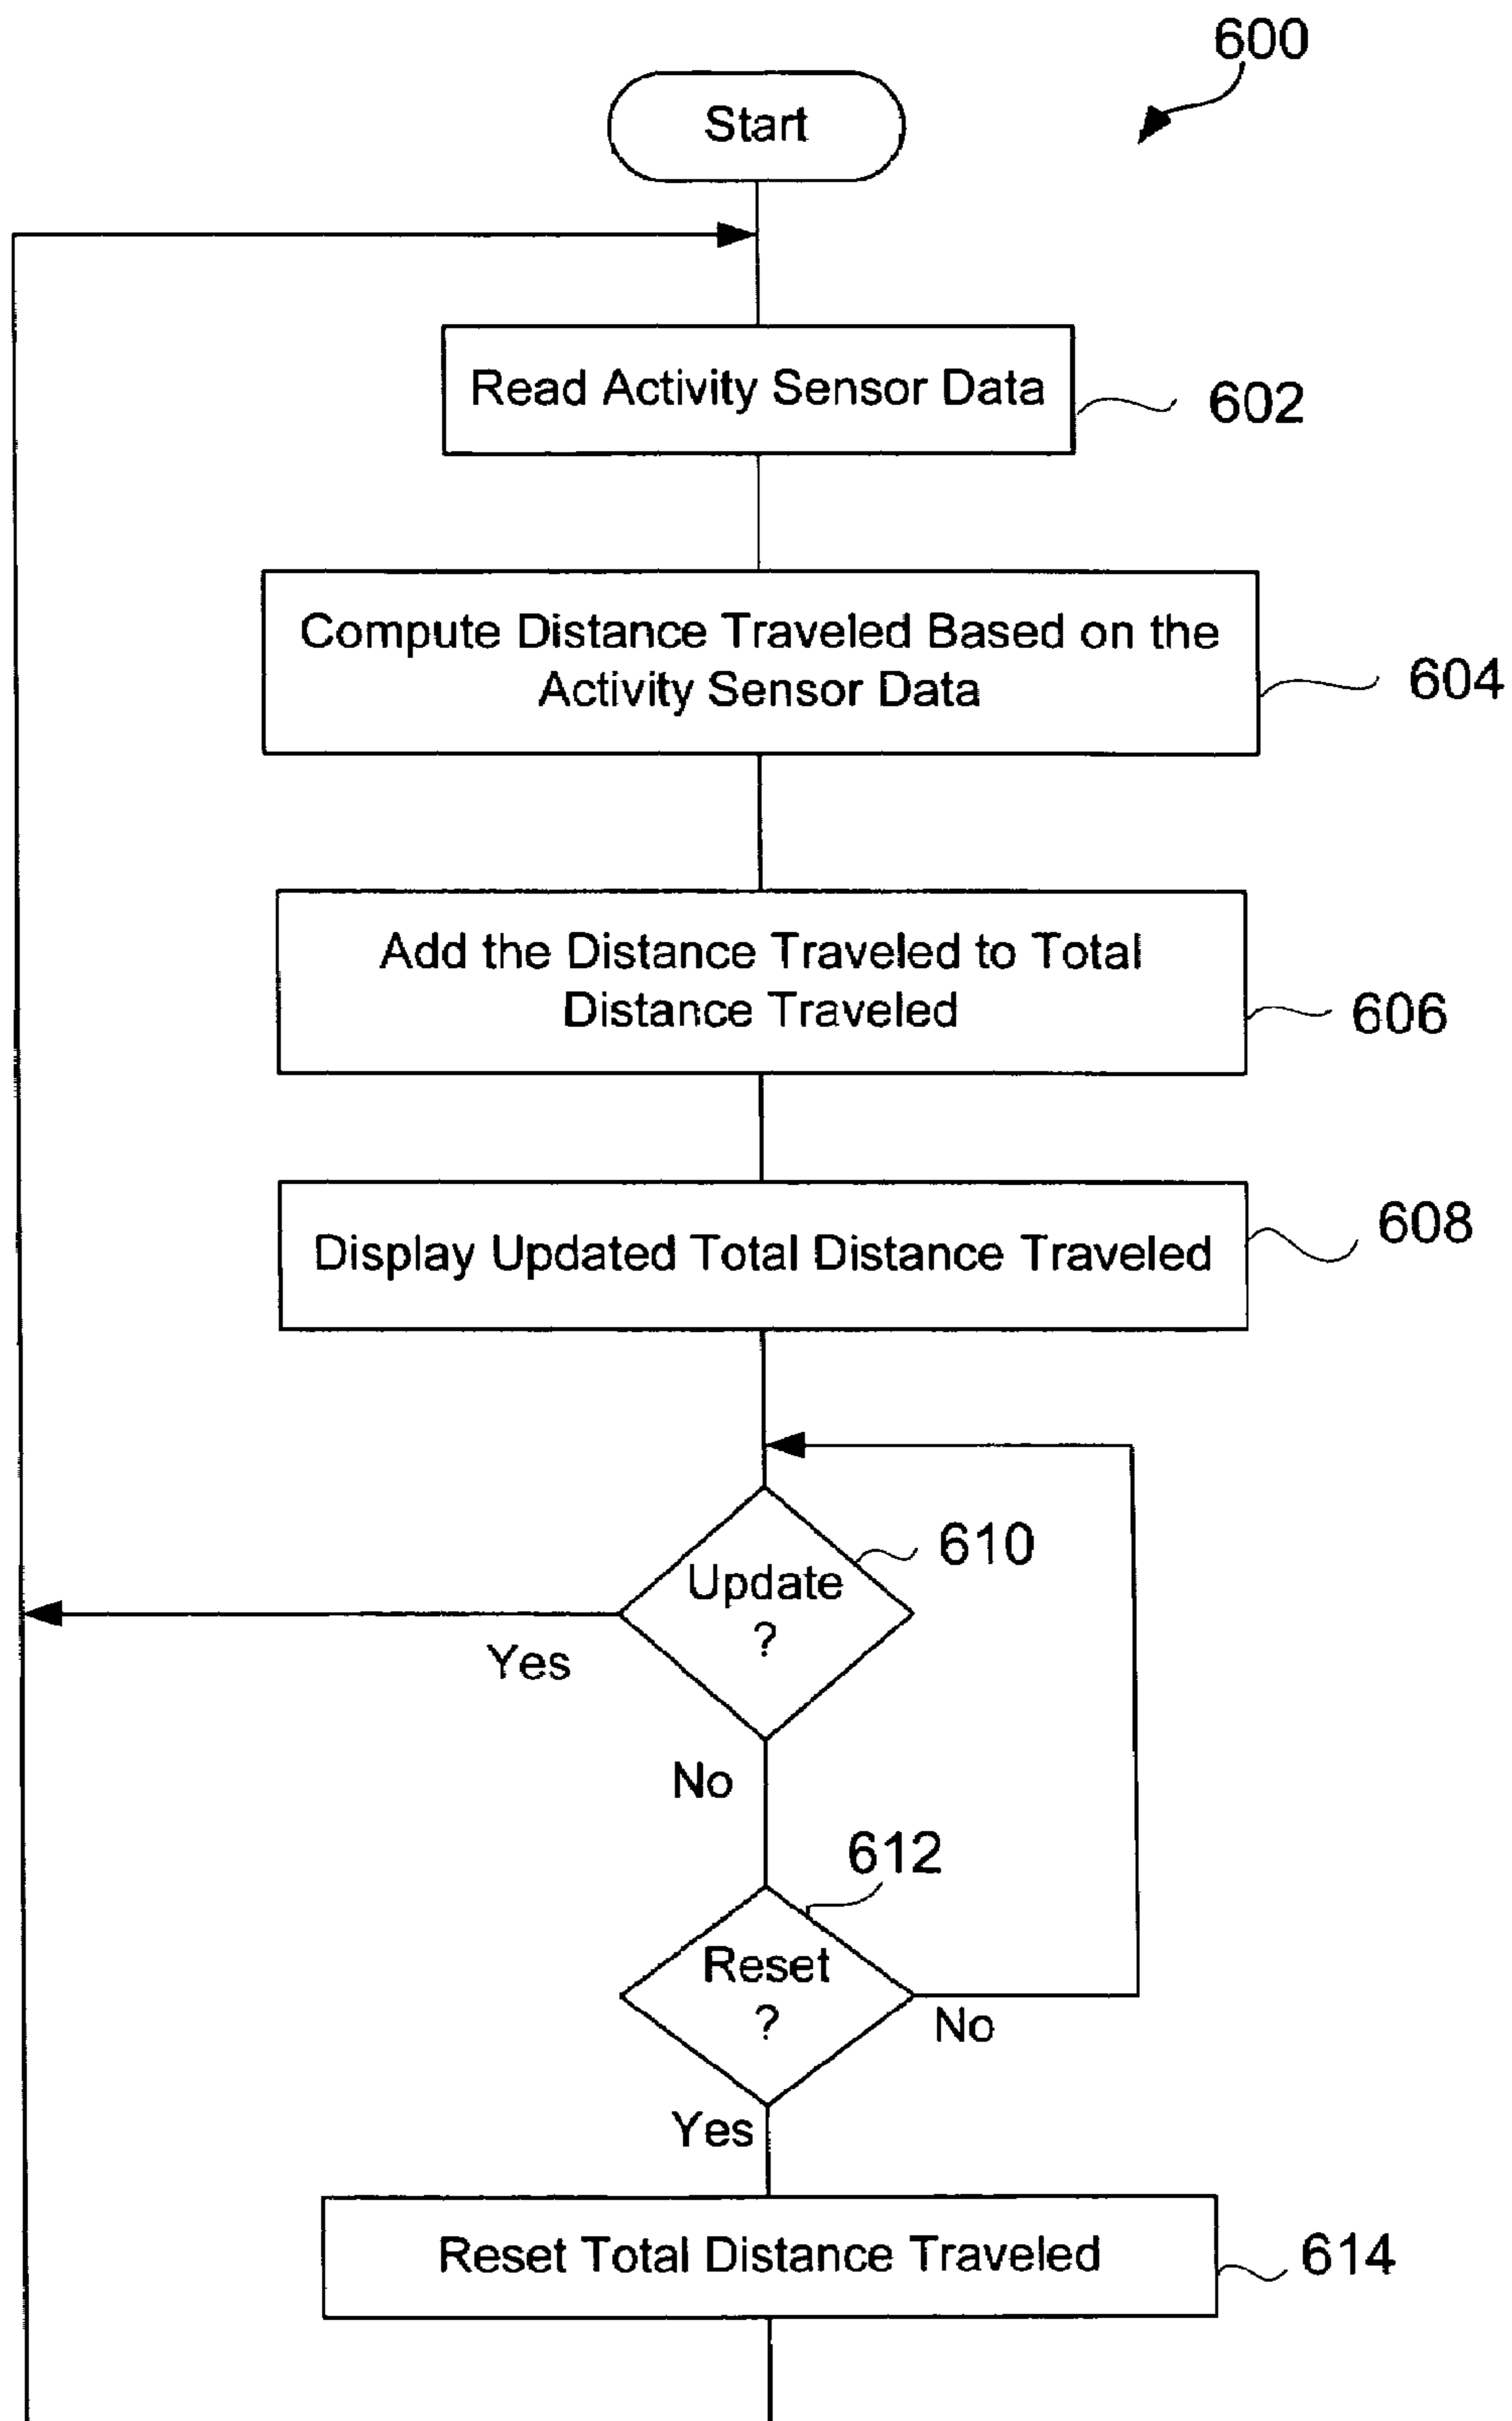 600
Start
Read Activity Sensor Data
602
Compute Distance Traveled Based on the
Activity Sensor Data
604
Add the Distance Traveled to Total
Distance Traveled
606
Display Updated Total Distance Traveled
608
Update
?
610
Yes
No
612
Reset
?
No
Yes
Reset Total Distance Traveled
614